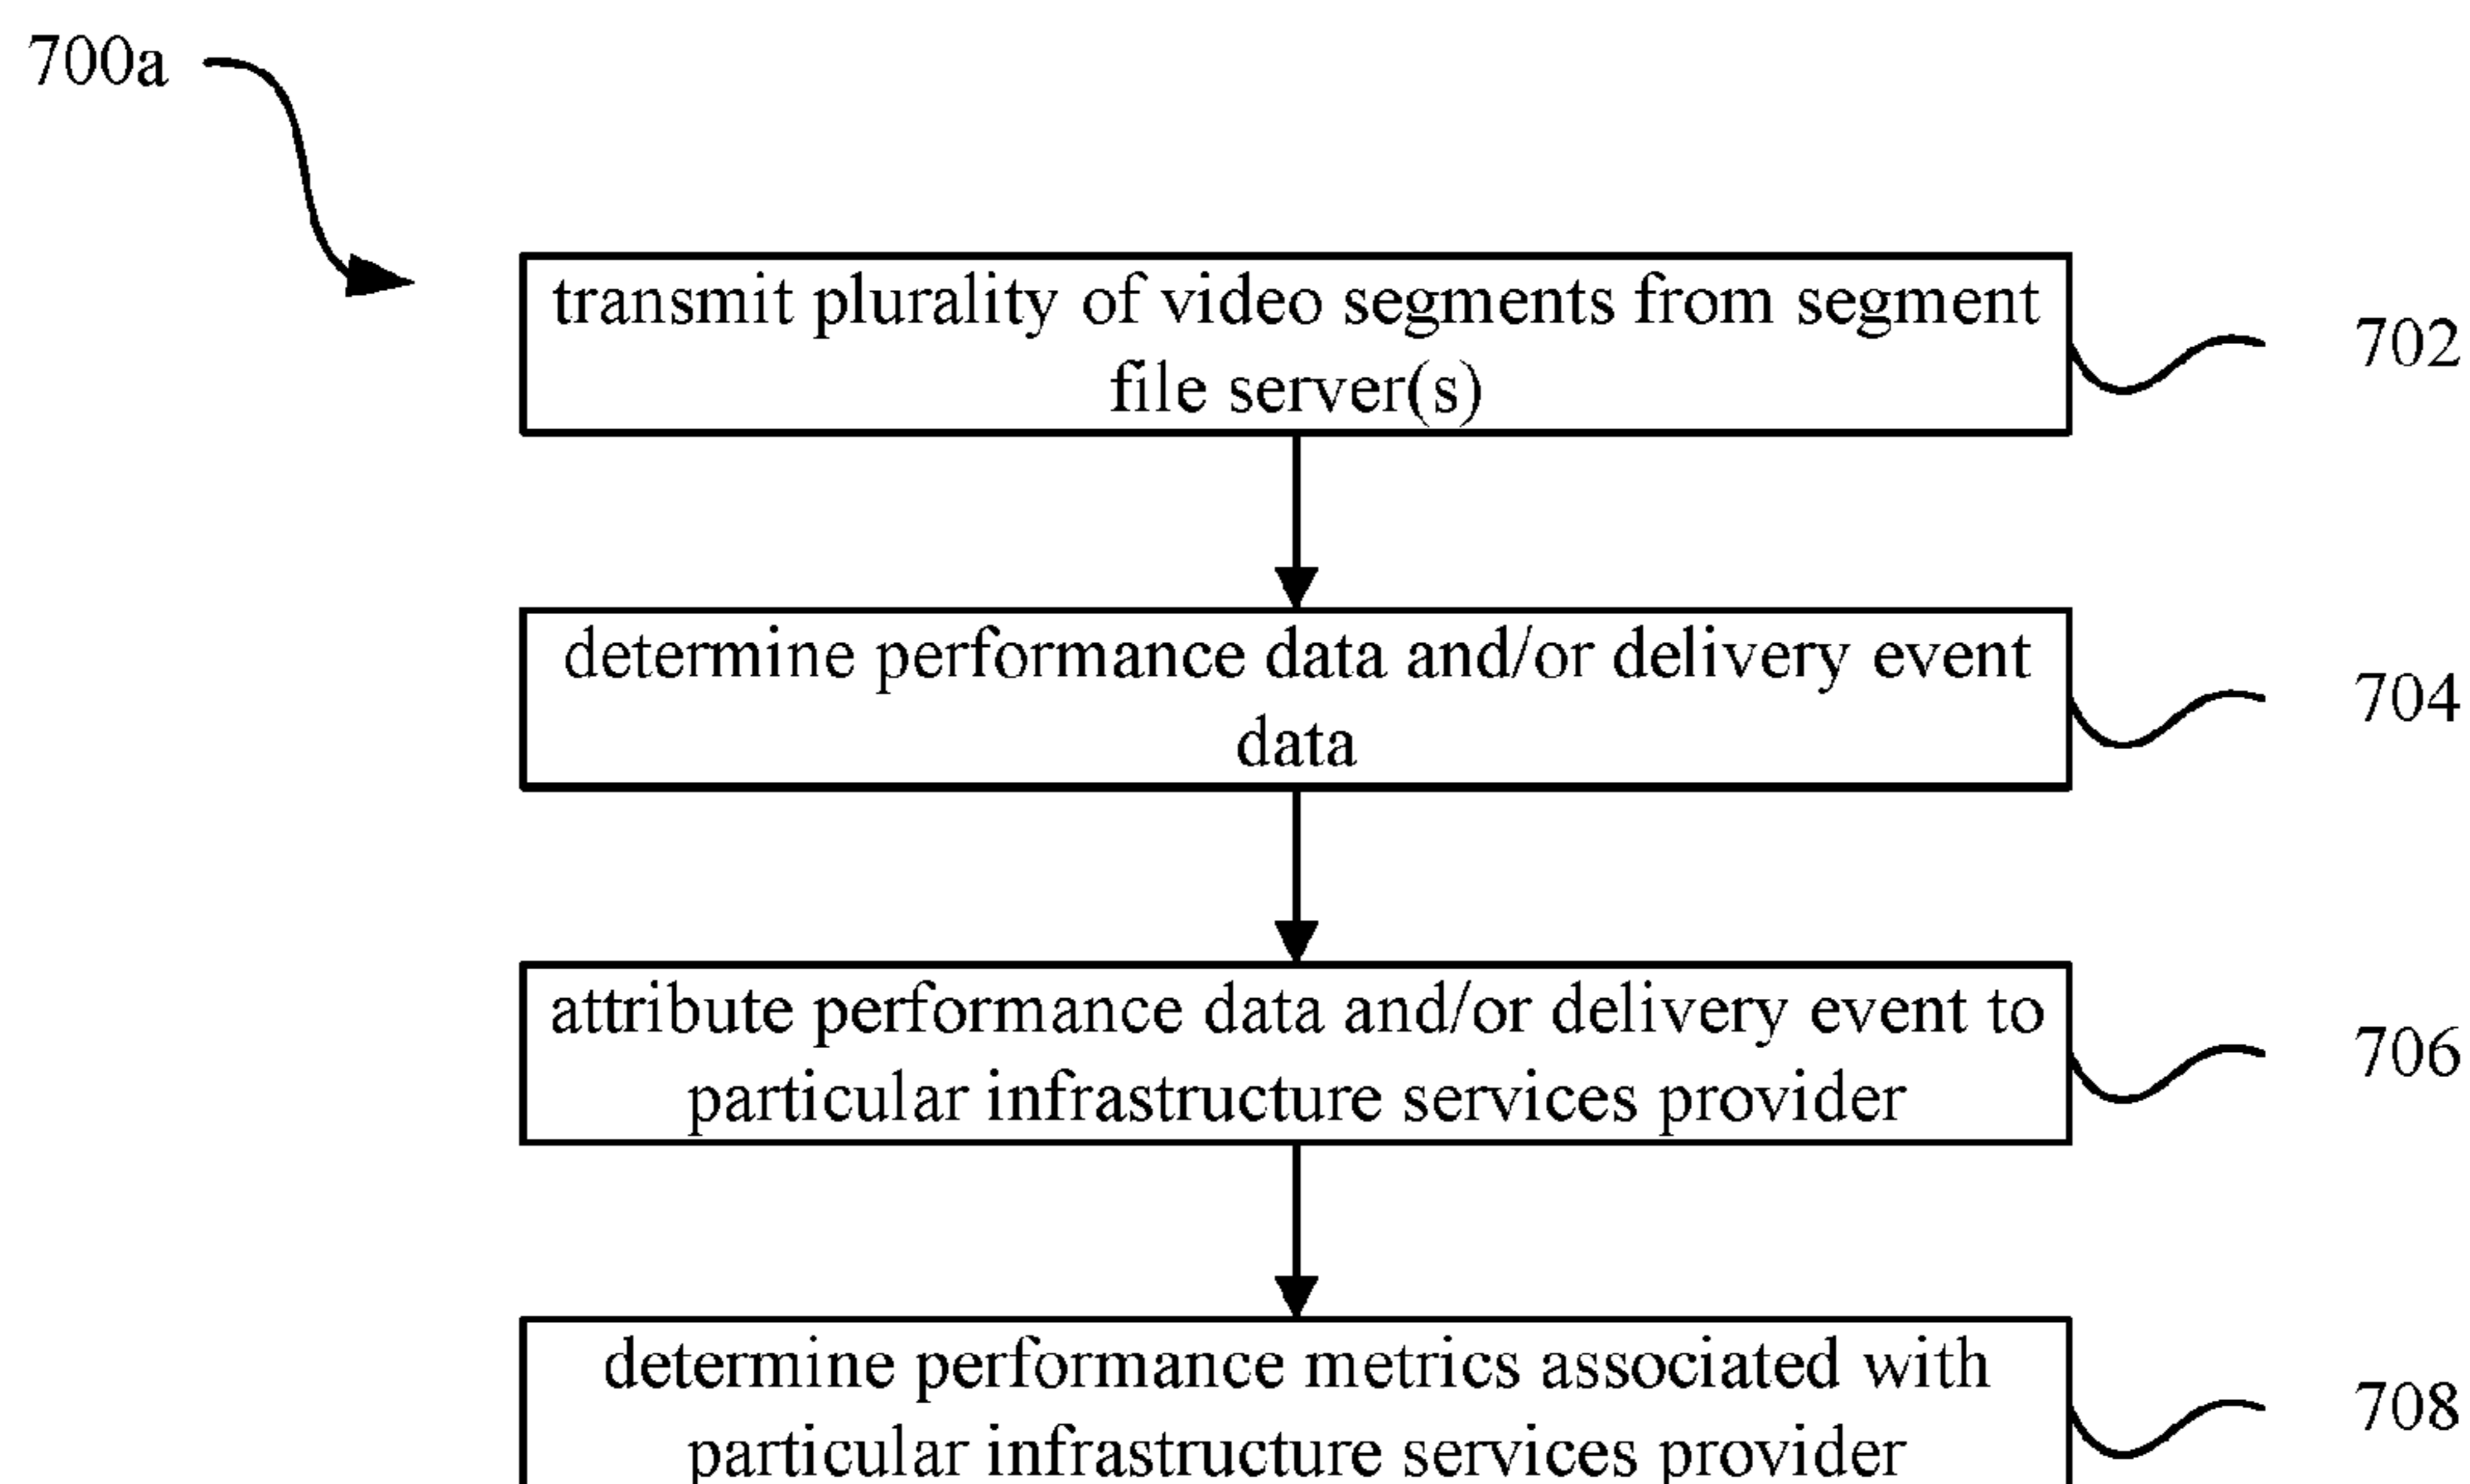 700a
transmit plurality of video segments from segment
file server(s)
702
determine performance data and/or delivery event
data
704
attribute performance data and/or delivery event to
particular infrastructure services provider
706
determine performance metrics associated with
particular infrastructure services provider
708